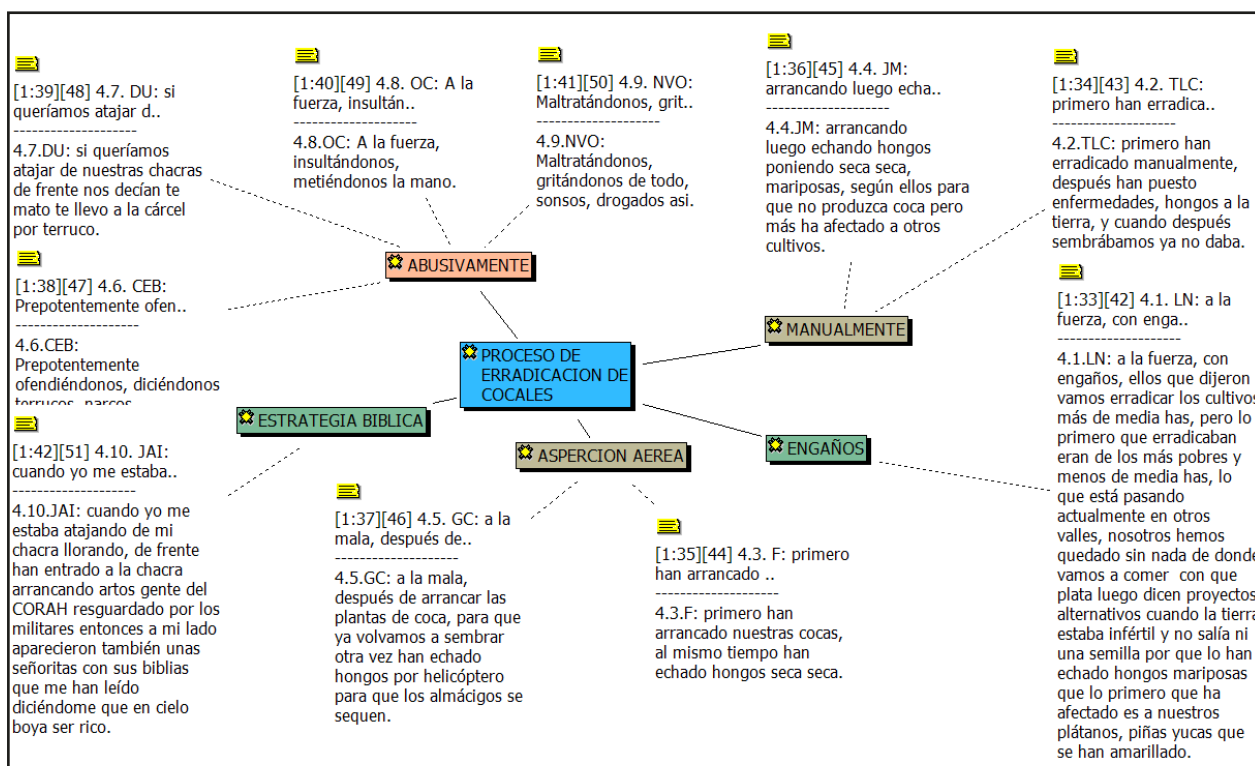 [1:39][48] 4.7. DU: si
queríamos atajar d..
--------------------
4.7.DU: si queríamos
atajar de nuestras chacras
de frente nos decían te
mato te llevo a la cárcel
por terruco.
[1:40][49] 4.8. OC: A la
fuerza, insultán..
--------------------
4.8.OC: A la fuerza,
insultándonos,
metiéndonos la mano.
[1:41][50] 4.9. NVO:
Maltratándonos, grit..
--------------------
4.9.NVO:
Maltratándonos,
gritándonos de todo,
sonsos, drogados asi.
[1:36][45] 4.4. JM:
arrancando luego echa..
--------------------
4.4.JM: arrancando
luego echando hongos
poniendo seca seca,
mariposas, según ellos para
que no produzca coca pero
más ha afectado a otros
cultivos.
[1:34][43] 4.2. TLC:
primero han erradica..
--------------------
4.2.TLC: primero han
erradicado manualmente,
después han puesto
enfermedades, hongos a la
tierra, y cuando después
sembrábamos ya no daba.
ABUSIVAMENTE
[1:38][47] 4.6. CEB:
Prepotentemente ofen..
--------------------
4.6.CEB:
Prepotentemente
ofendiéndonos, diciéndonos
terrucos, narcos
MANUALMENTE
PROCESO DE
ERRADICACION DE
COCALES
[1:33][42] 4.1. LN: a la
fuerza, con enga..
--------------------
4.1.LN: a la fuerza, con
engaños, ellos que dijeron
vamos erradicar los cultivos
más de media has, pero lo
primero que erradicaban
eran de los más pobres y
menos de media has, lo
que está pasando
actualmente en otros
valles, nosotros hemos
quedado sin nada de donde
vamos a comer  con que
plata luego dicen proyectos
alternativos cuando la tierra
estaba infértil y no salía ni
una semilla por que lo han
echado hongos mariposas
que lo primero que ha
afectado es a nuestros
plátanos, piñas yucas que
se han amarillado.
ESTRATEGIA BIBLICA
ASPERCION AEREA
ENGAÑOS
[1:42][51] 4.10. JAI:
cuando yo me estaba..
--------------------
4.10.JAI: cuando yo me
estaba atajando de mi
chacra llorando, de frente
han entrado a la chacra
arrancando artos gente del
CORAH resguardado por los
militares entonces a mi lado
aparecieron también unas
señoritas con sus biblias
que me han leído
diciéndome que en cielo
boya ser rico.
[1:37][46] 4.5. GC: a la
mala, después de..
--------------------
4.5.GC: a la mala,
después de arrancar las
plantas de coca, para que
ya volvamos a sembrar
otra vez han echado
hongos por helicóptero
para que los almácigos se
sequen.
[1:35][44] 4.3. F: primero
han arrancado ..
--------------------
4.3.F: primero han
arrancado nuestras cocas,
al mismo tiempo han
echado hongos seca seca.